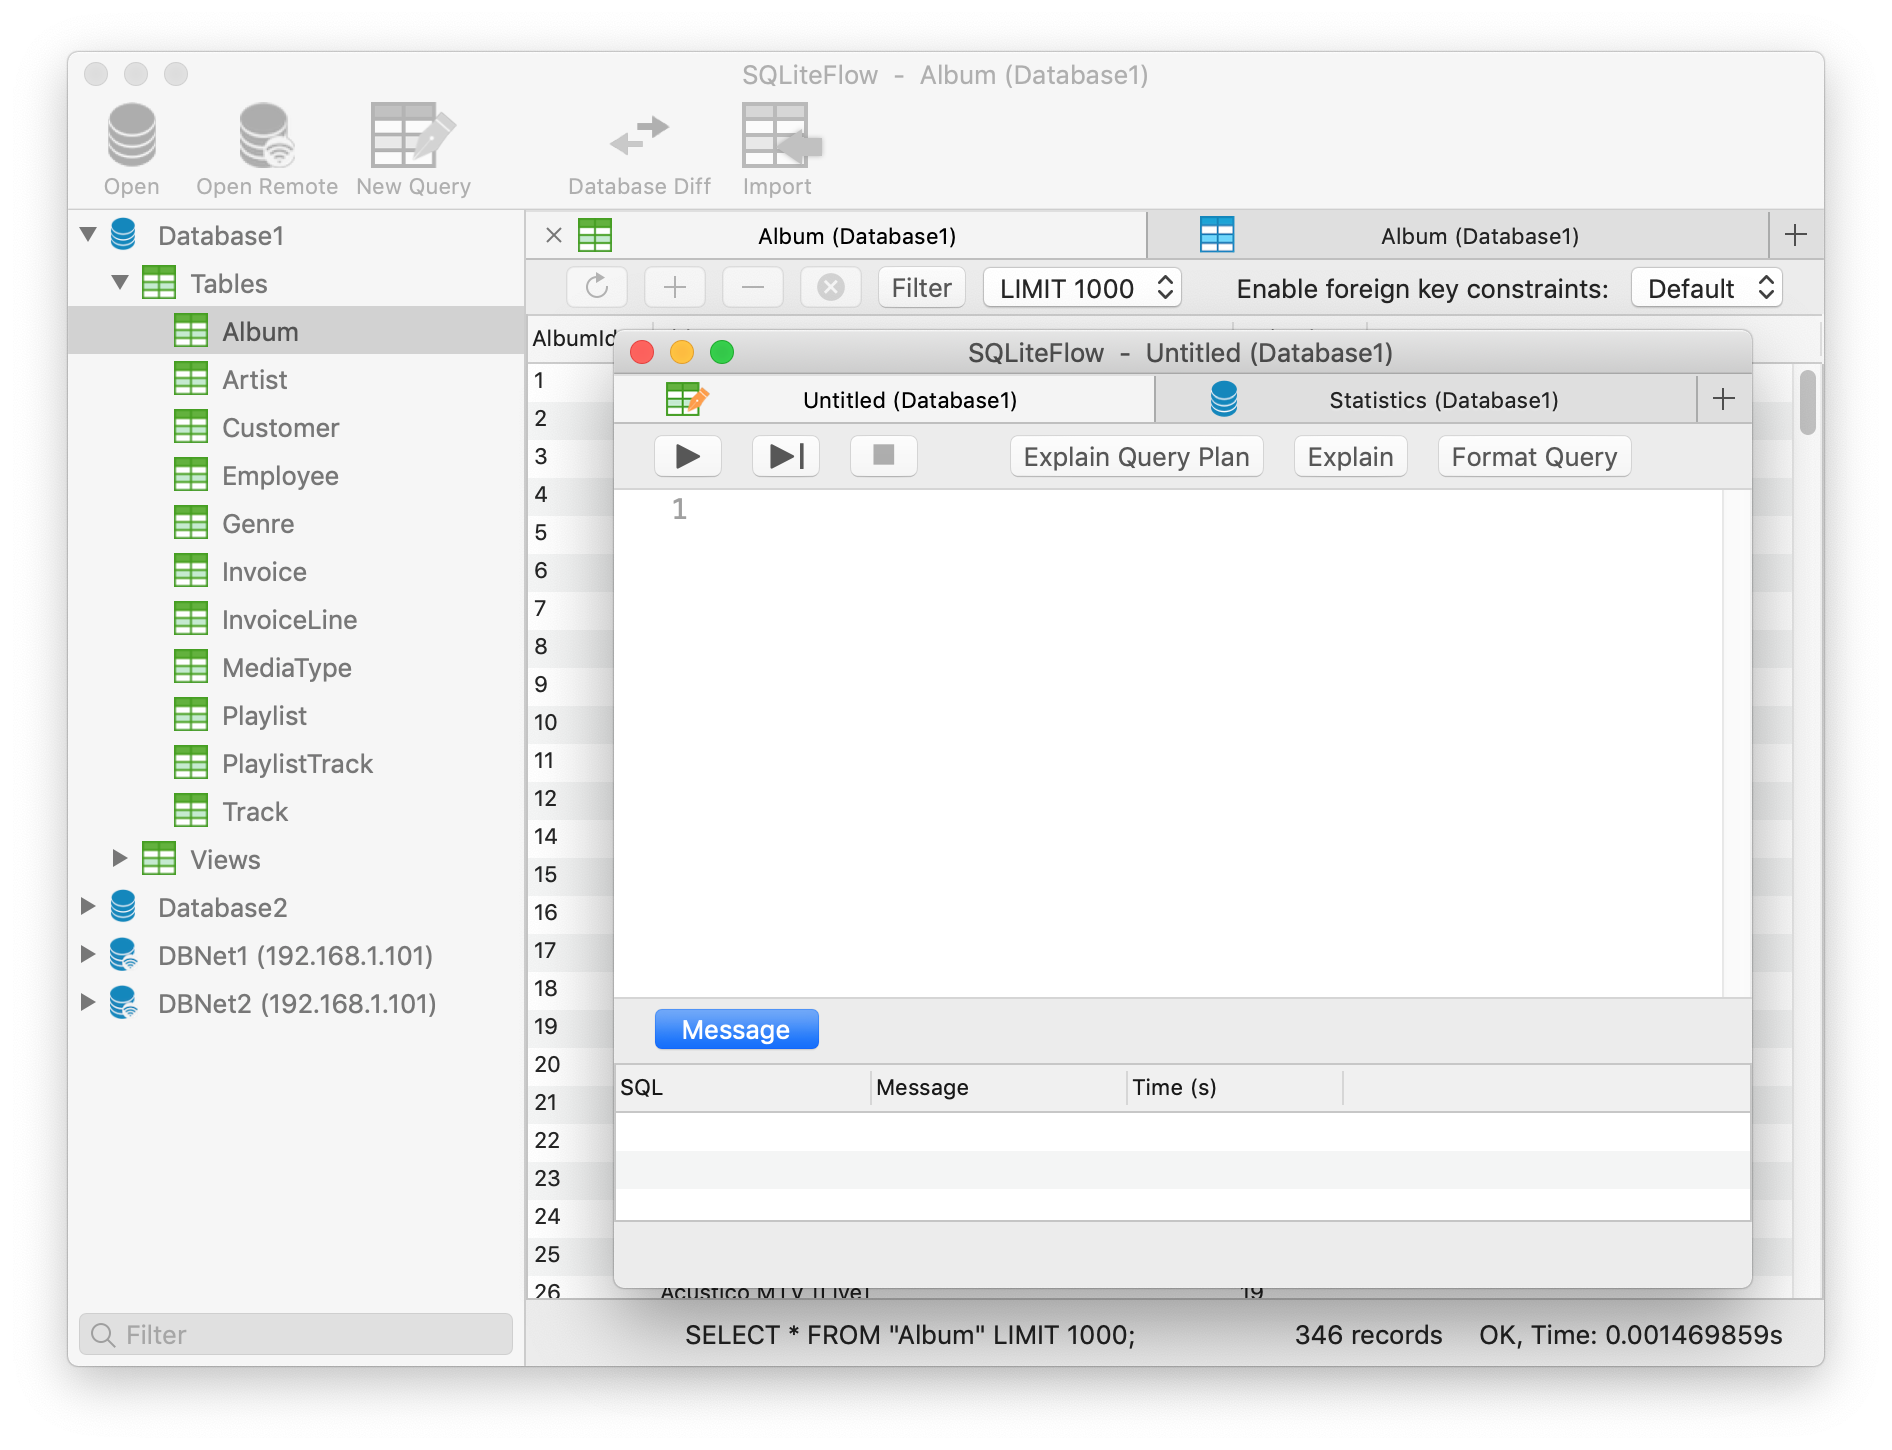 SQLiteFlow - Album (Database1)
Open
Open Remote
New Query
Database Diff
Import
Database1
Tables
Album
Artist
Customer
Employee
Genre
Invoice
InvoiceLine
MediaType
Playlist
PlaylistTrack
Track
Views
Database2
DBNet1 (192.168.1.101)
DBNet2 (192.168.1.101)
Filter
Album (Database1)
Album (Database1)
Filter
LIMIT 1000
Enable foreign key constraints:
Default
AlbumId
1
2
3
4
5
6
7
8
9
10
11
12
14
15
16
17
18
19
20
21
22
23
24
25
26 Acústico MTV [Live] 19
SQLiteFlow - Untitled (Database1)
Untitled (Database1)
Statistics (Database1)
Explain Query Plan
Explain
Format Query
1
Message
SQL
Message
Time (s)
SELECT * FROM "Album" LIMIT 1000;
346 records
OK, Time: 0.001469859s